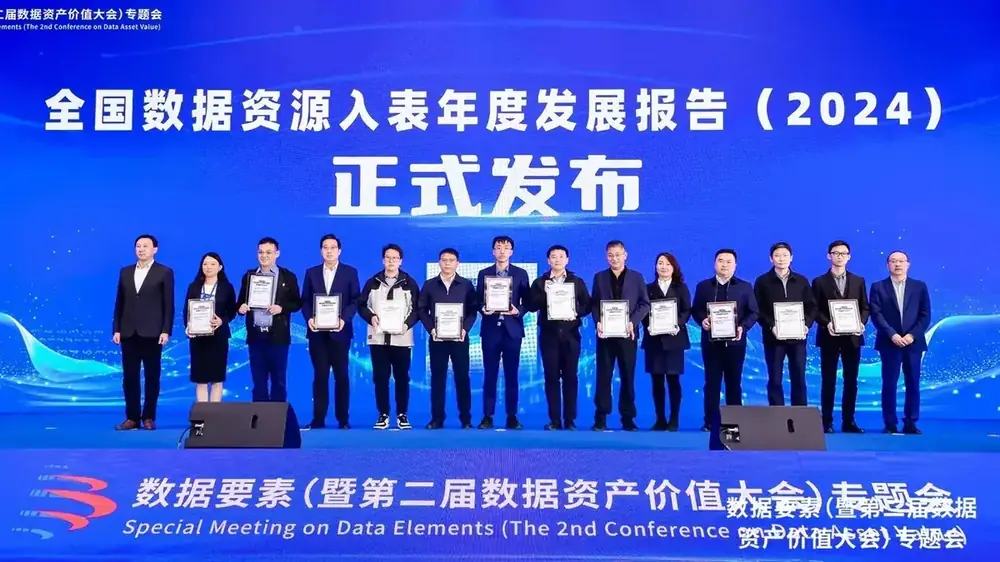 二届数据资产价值大会）专题会
ements (The 2nd Conference on Data Asset Value)
全国数据资源入表年度发展报告（2024）
正式发布
数据要素（暨第二届数据资产价值大会）专题会
Special Meeting on Data Elements (The 2nd Conference on Data Asset Value)
数据要素（暨第二届数据
资产价值大会）专题会